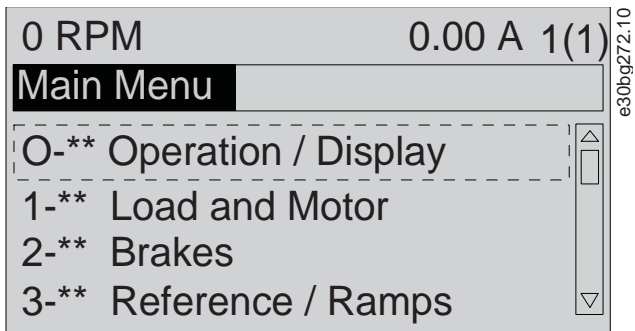 0 RPM 0.00 A 1(1)
Main Menu
O-** Operation / Display
1-** Load and Motor
2-** Brakes
3-** Reference / Ramps
e30bg272.10